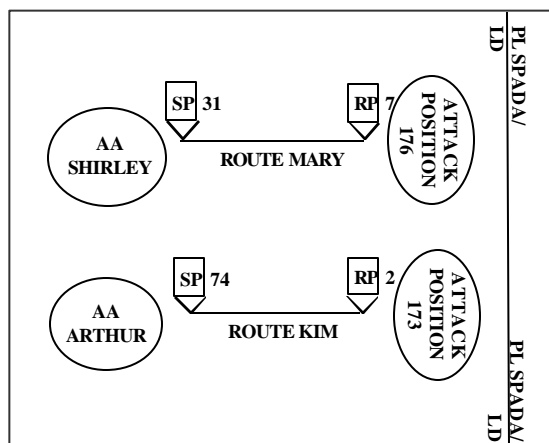 PL SPADA/
LD
SP 31
RP 7
AA
SHIRLEY
ROUTE MARY
ATTACK
POSITION
176
SP 74
RP 2
AA
ARTHUR
ROUTE KIM
ATTACK
POSITION
173
PL SPADA/
LD